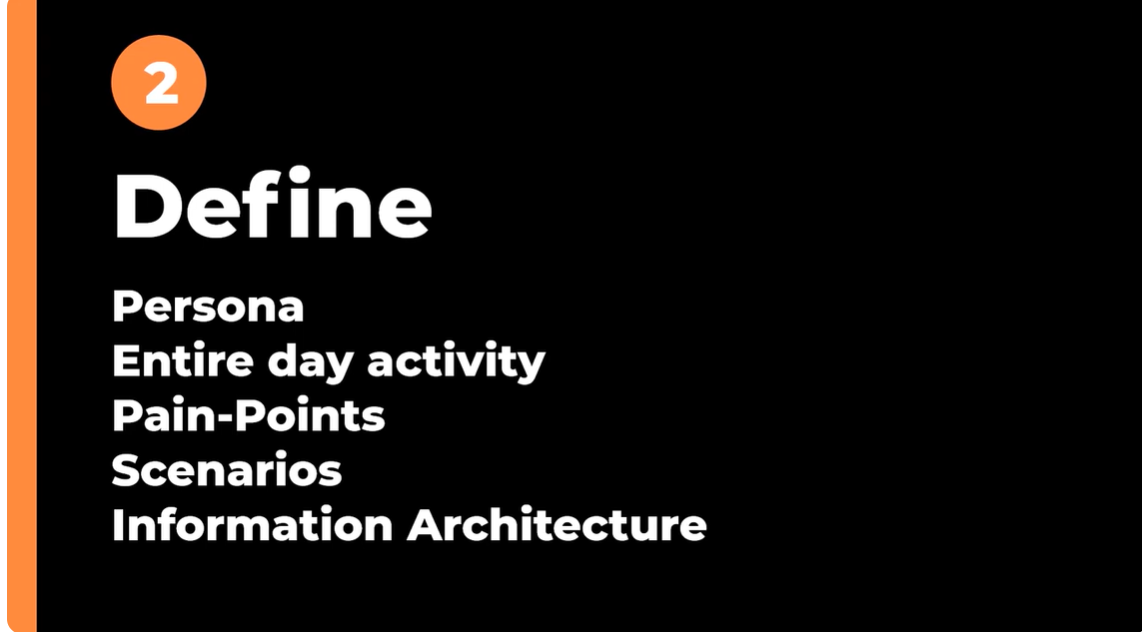 2
Define
Persona
Entire day activity
Pain-Points
Scenarios
Information Architecture